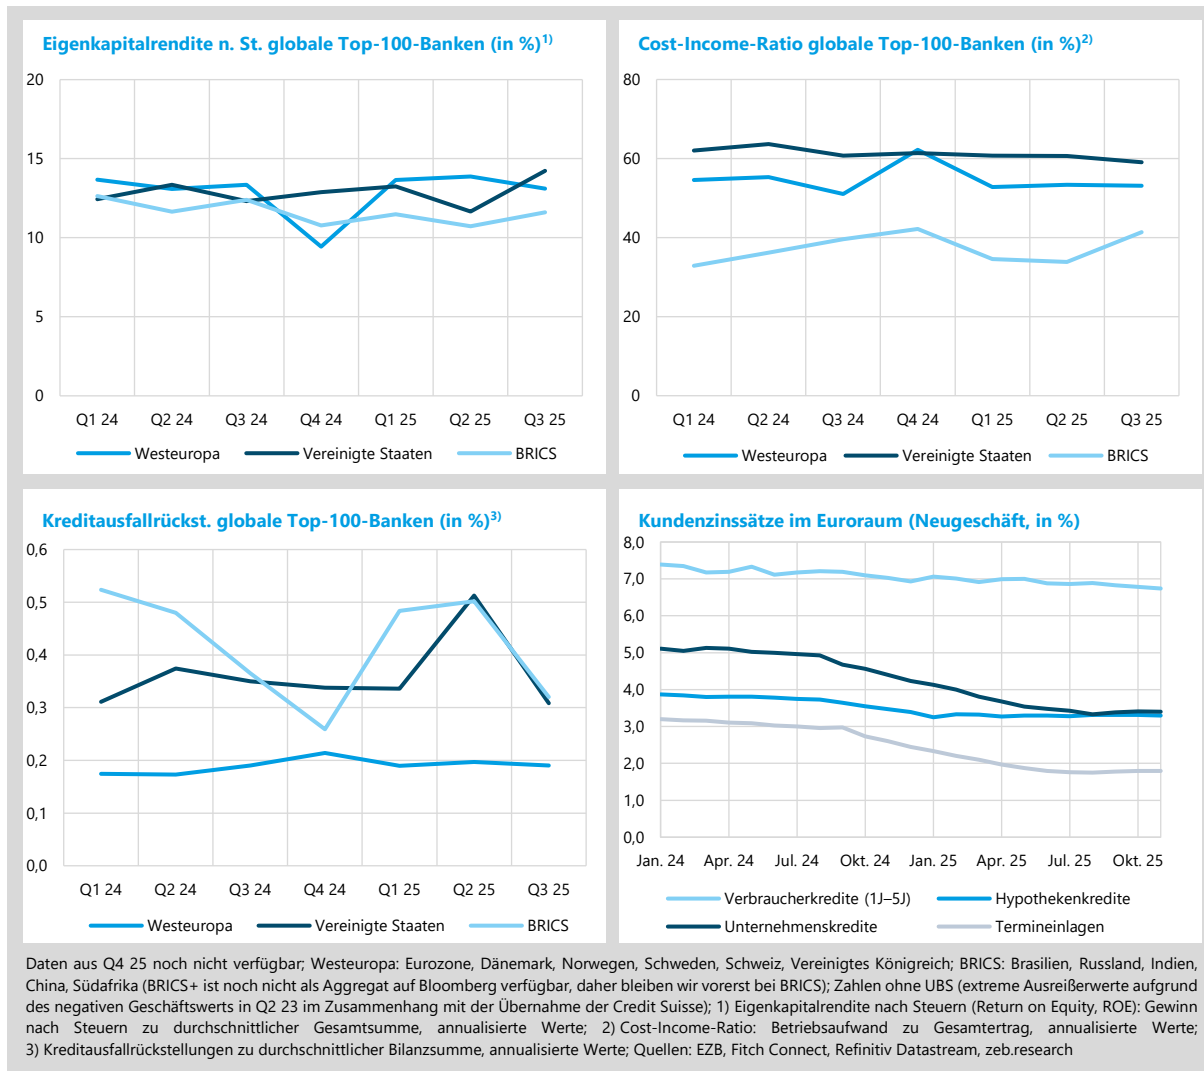 Eigenkapitalrendite n. St. globale Top-100-Banken (in %)1)
20
15
10
5
0
Q1 24 Q2 24 Q3 24 Q4 24 Q1 25 Q2 25 Q3 25
Westeuropa Vereinigte Staaten BRICS
Cost-Income-Ratio globale Top-100-Banken (in %)2)
80
60
40
20
0
Q1 24 Q2 24 Q3 24 Q4 24 Q1 25 Q2 25 Q3 25
Westeuropa Vereinigte Staaten BRICS
Kreditausfallrückst. globale Top-100-Banken (in %)3)
0,6
0,5
0,4
0,3
0,2
0,1
0,0
Q1 24 Q2 24 Q3 24 Q4 24 Q1 25 Q2 25 Q3 25
Westeuropa Vereinigte Staaten BRICS
Kundenzinssätze im Euroraum (Neugeschäft, in %)
8,0
7,0
6,0
5,0
4,0
3,0
2,0
1,0
0,0
Jan. 24 Apr. 24 Jul. 24 Okt. 24 Jan. 25 Apr. 25 Jul. 25 Okt. 25
Verbraucherkredite (1J–5J) Hypothekenkredite
Unternehmenskredite Termineinlagen
Daten aus Q4 25 noch nicht verfügbar; Westeuropa: Eurozone, Dänemark, Norwegen, Schweden, Schweiz, Vereinigtes Königreich; BRICS: Brasilien, Russland, Indien,
China, Südafrika (BRICS+ ist noch nicht als Aggregat auf Bloomberg verfügbar, daher bleiben wir vorerst bei BRICS); Zahlen ohne UBS (extreme Ausreißerwerte aufgrund
des negativen Geschäftswerts in Q2 23 im Zusammenhang mit der Übernahme der Credit Suisse); 1) Eigenkapitalrendite nach Steuern (Return on Equity, ROE): Gewinn
nach Steuern zu durchschnittlicher Gesamtsumme, annualisierte Werte; 2) Cost-Income-Ratio: Betriebsaufwand zu Gesamtertrag, annualisierte Werte;
3) Kreditausfallrückstellungen zu durchschnittlicher Bilanzsumme, annualisierte Werte; Quellen: EZB, Fitch Connect, Refinitiv Datastream, zeb.research